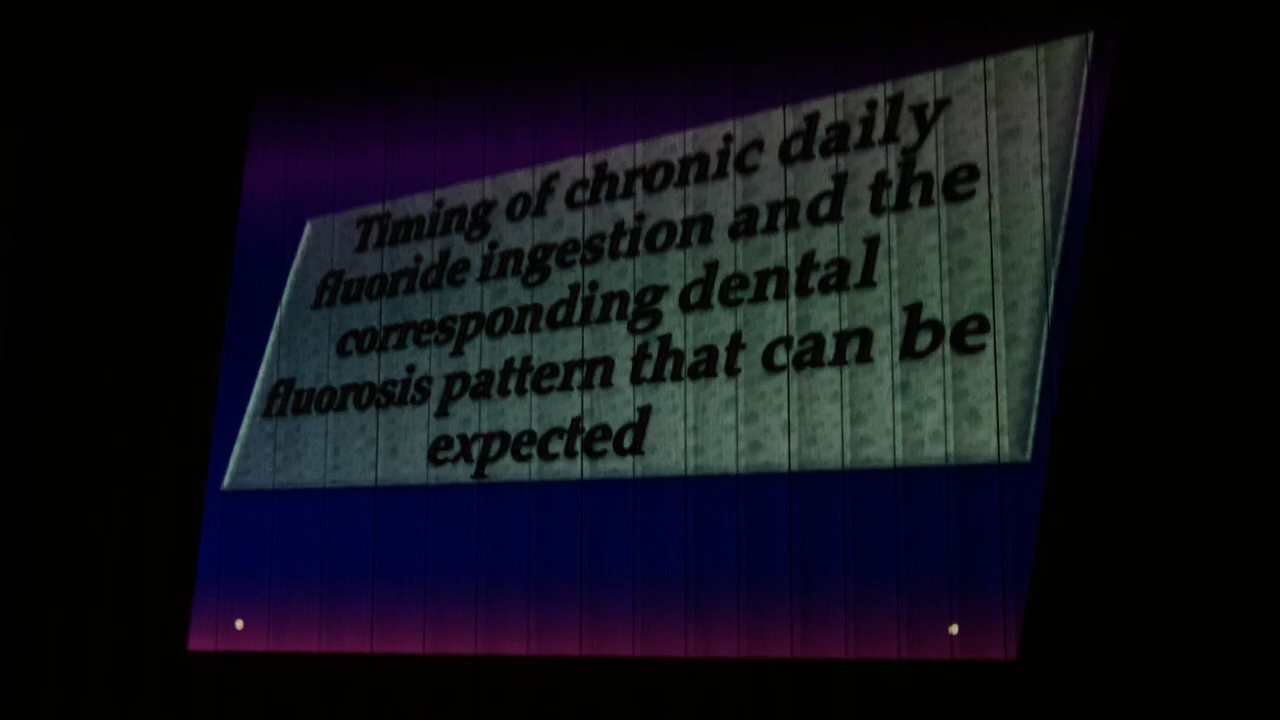 Timing of chronic daily
fluoride ingestion and the
corresponding dental
fluorosis pattern that can be
expected